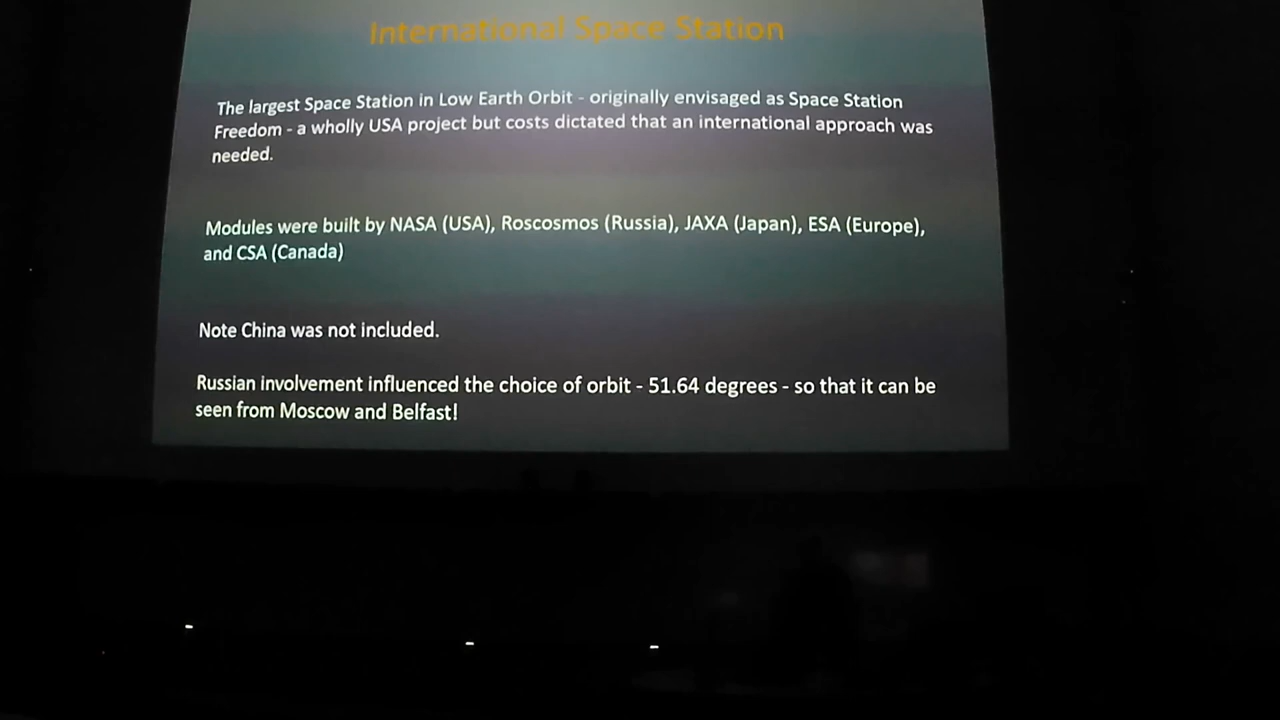 International Space Station
The largest Space Station in Low Earth Orbit - originally envisaged as Space Station
Freedom - a wholly USA project but costs dictated that an international approach was
needed.
Modules were built by NASA (USA), Roscosmos (Russia), JAXA (Japan), ESA (Europe),
and CSA (Canada)
Note China was not included.
Russian involvement influenced the choice of orbit - 51.64 degrees - so that it can be
seen from Moscow and Belfast!